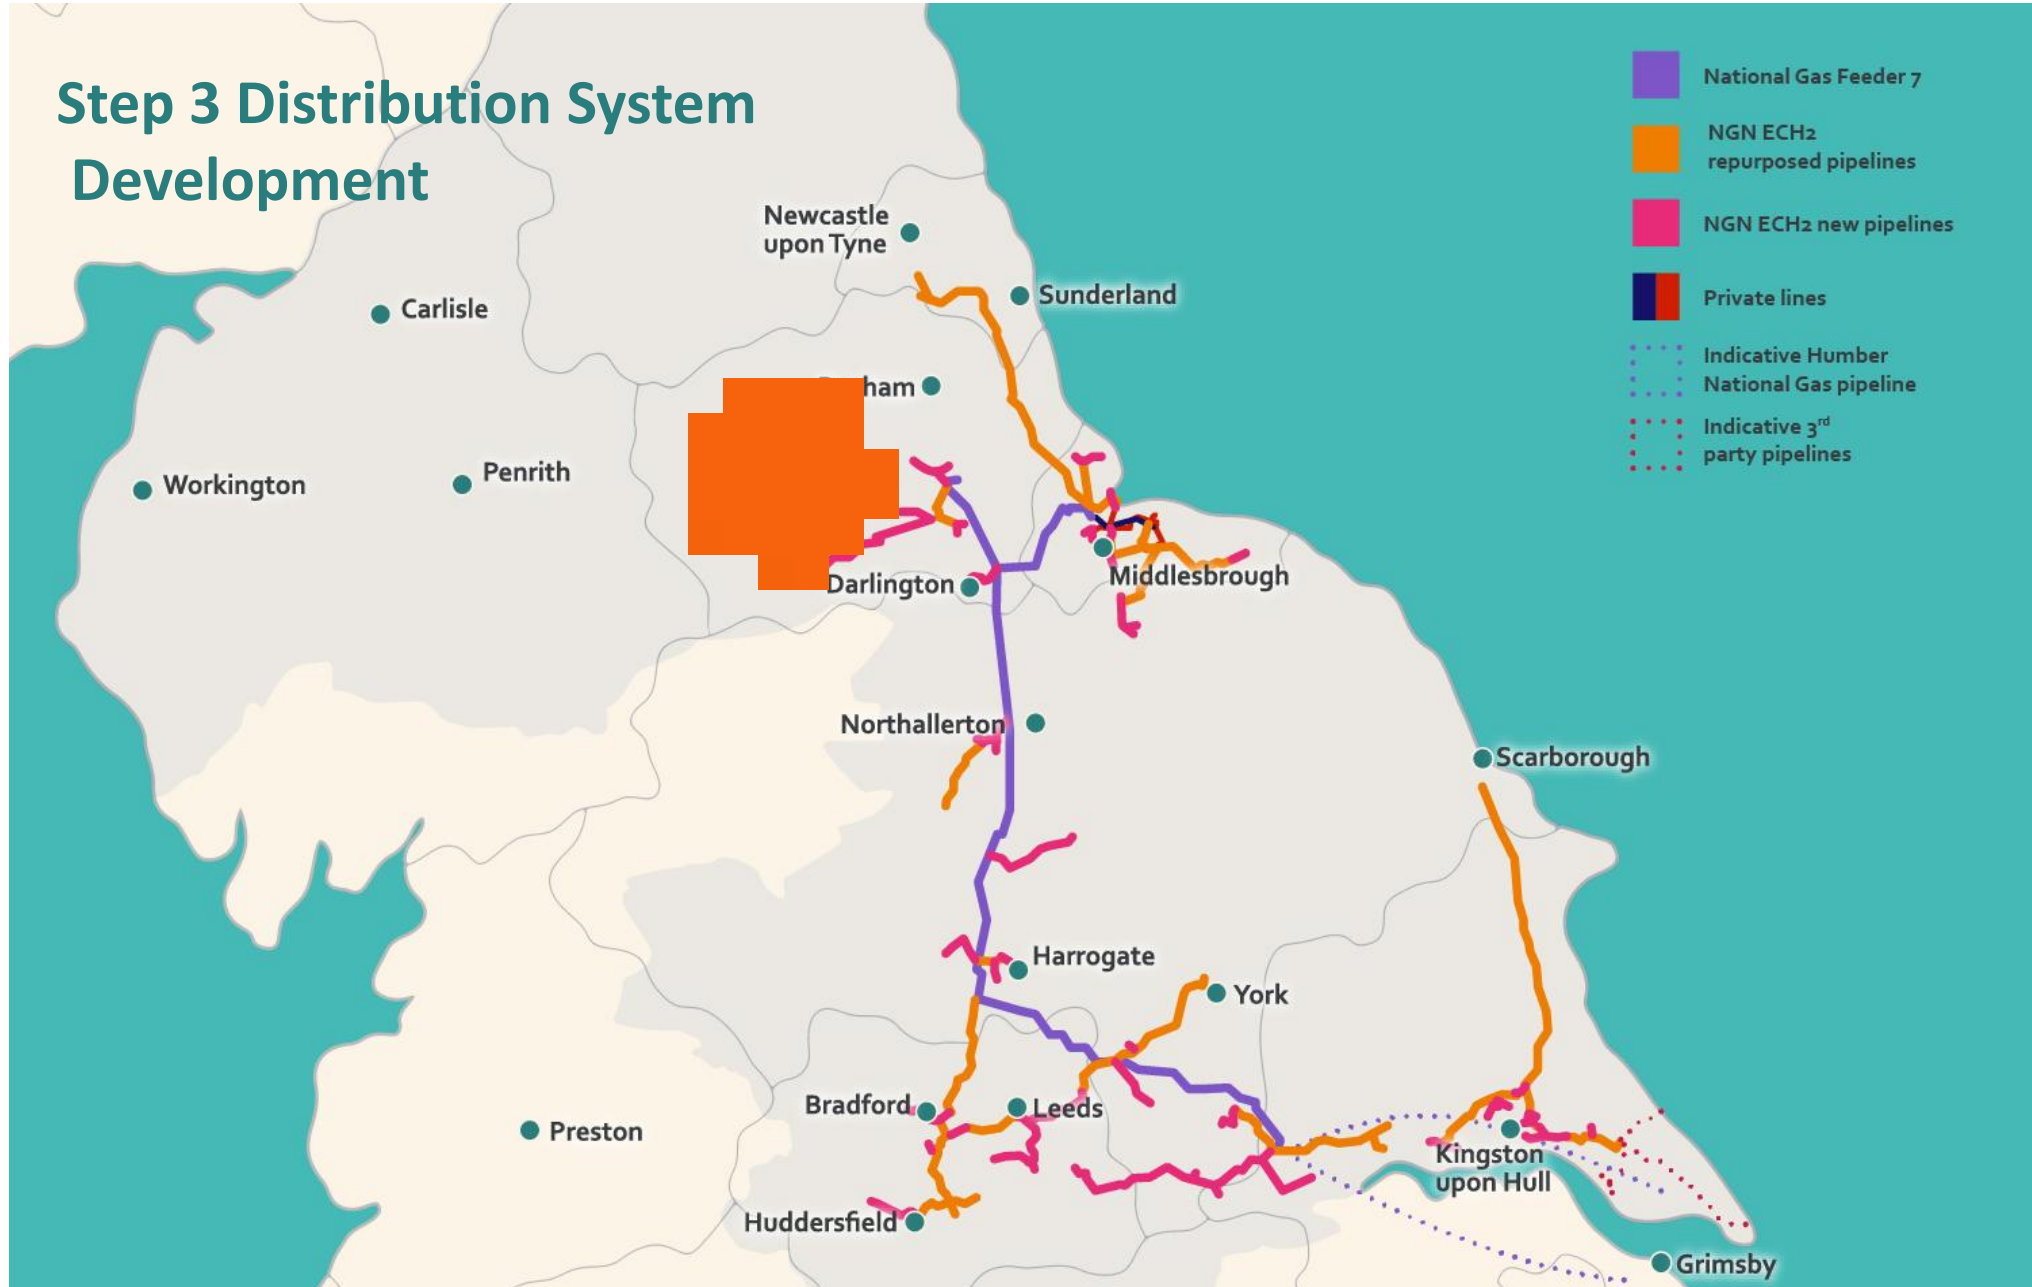 Step 3 Distribution System
Development
National Gas Feeder 7
NGN ECH2
repurposed pipelines
NGN ECH2 new pipelines
Private lines
Indicative Humber
National Gas pipeline
Indicative 3rd
party pipelines
Newcastle
upon Tyne
Sunderland
Carlisle
Penrith
Workington
Darlington
Middlesbrough
Northallerton
Scarborough
Harrogate
York
Bradford
Leeds
Preston
Kingston
upon Hull
Huddersfield
Grimsby